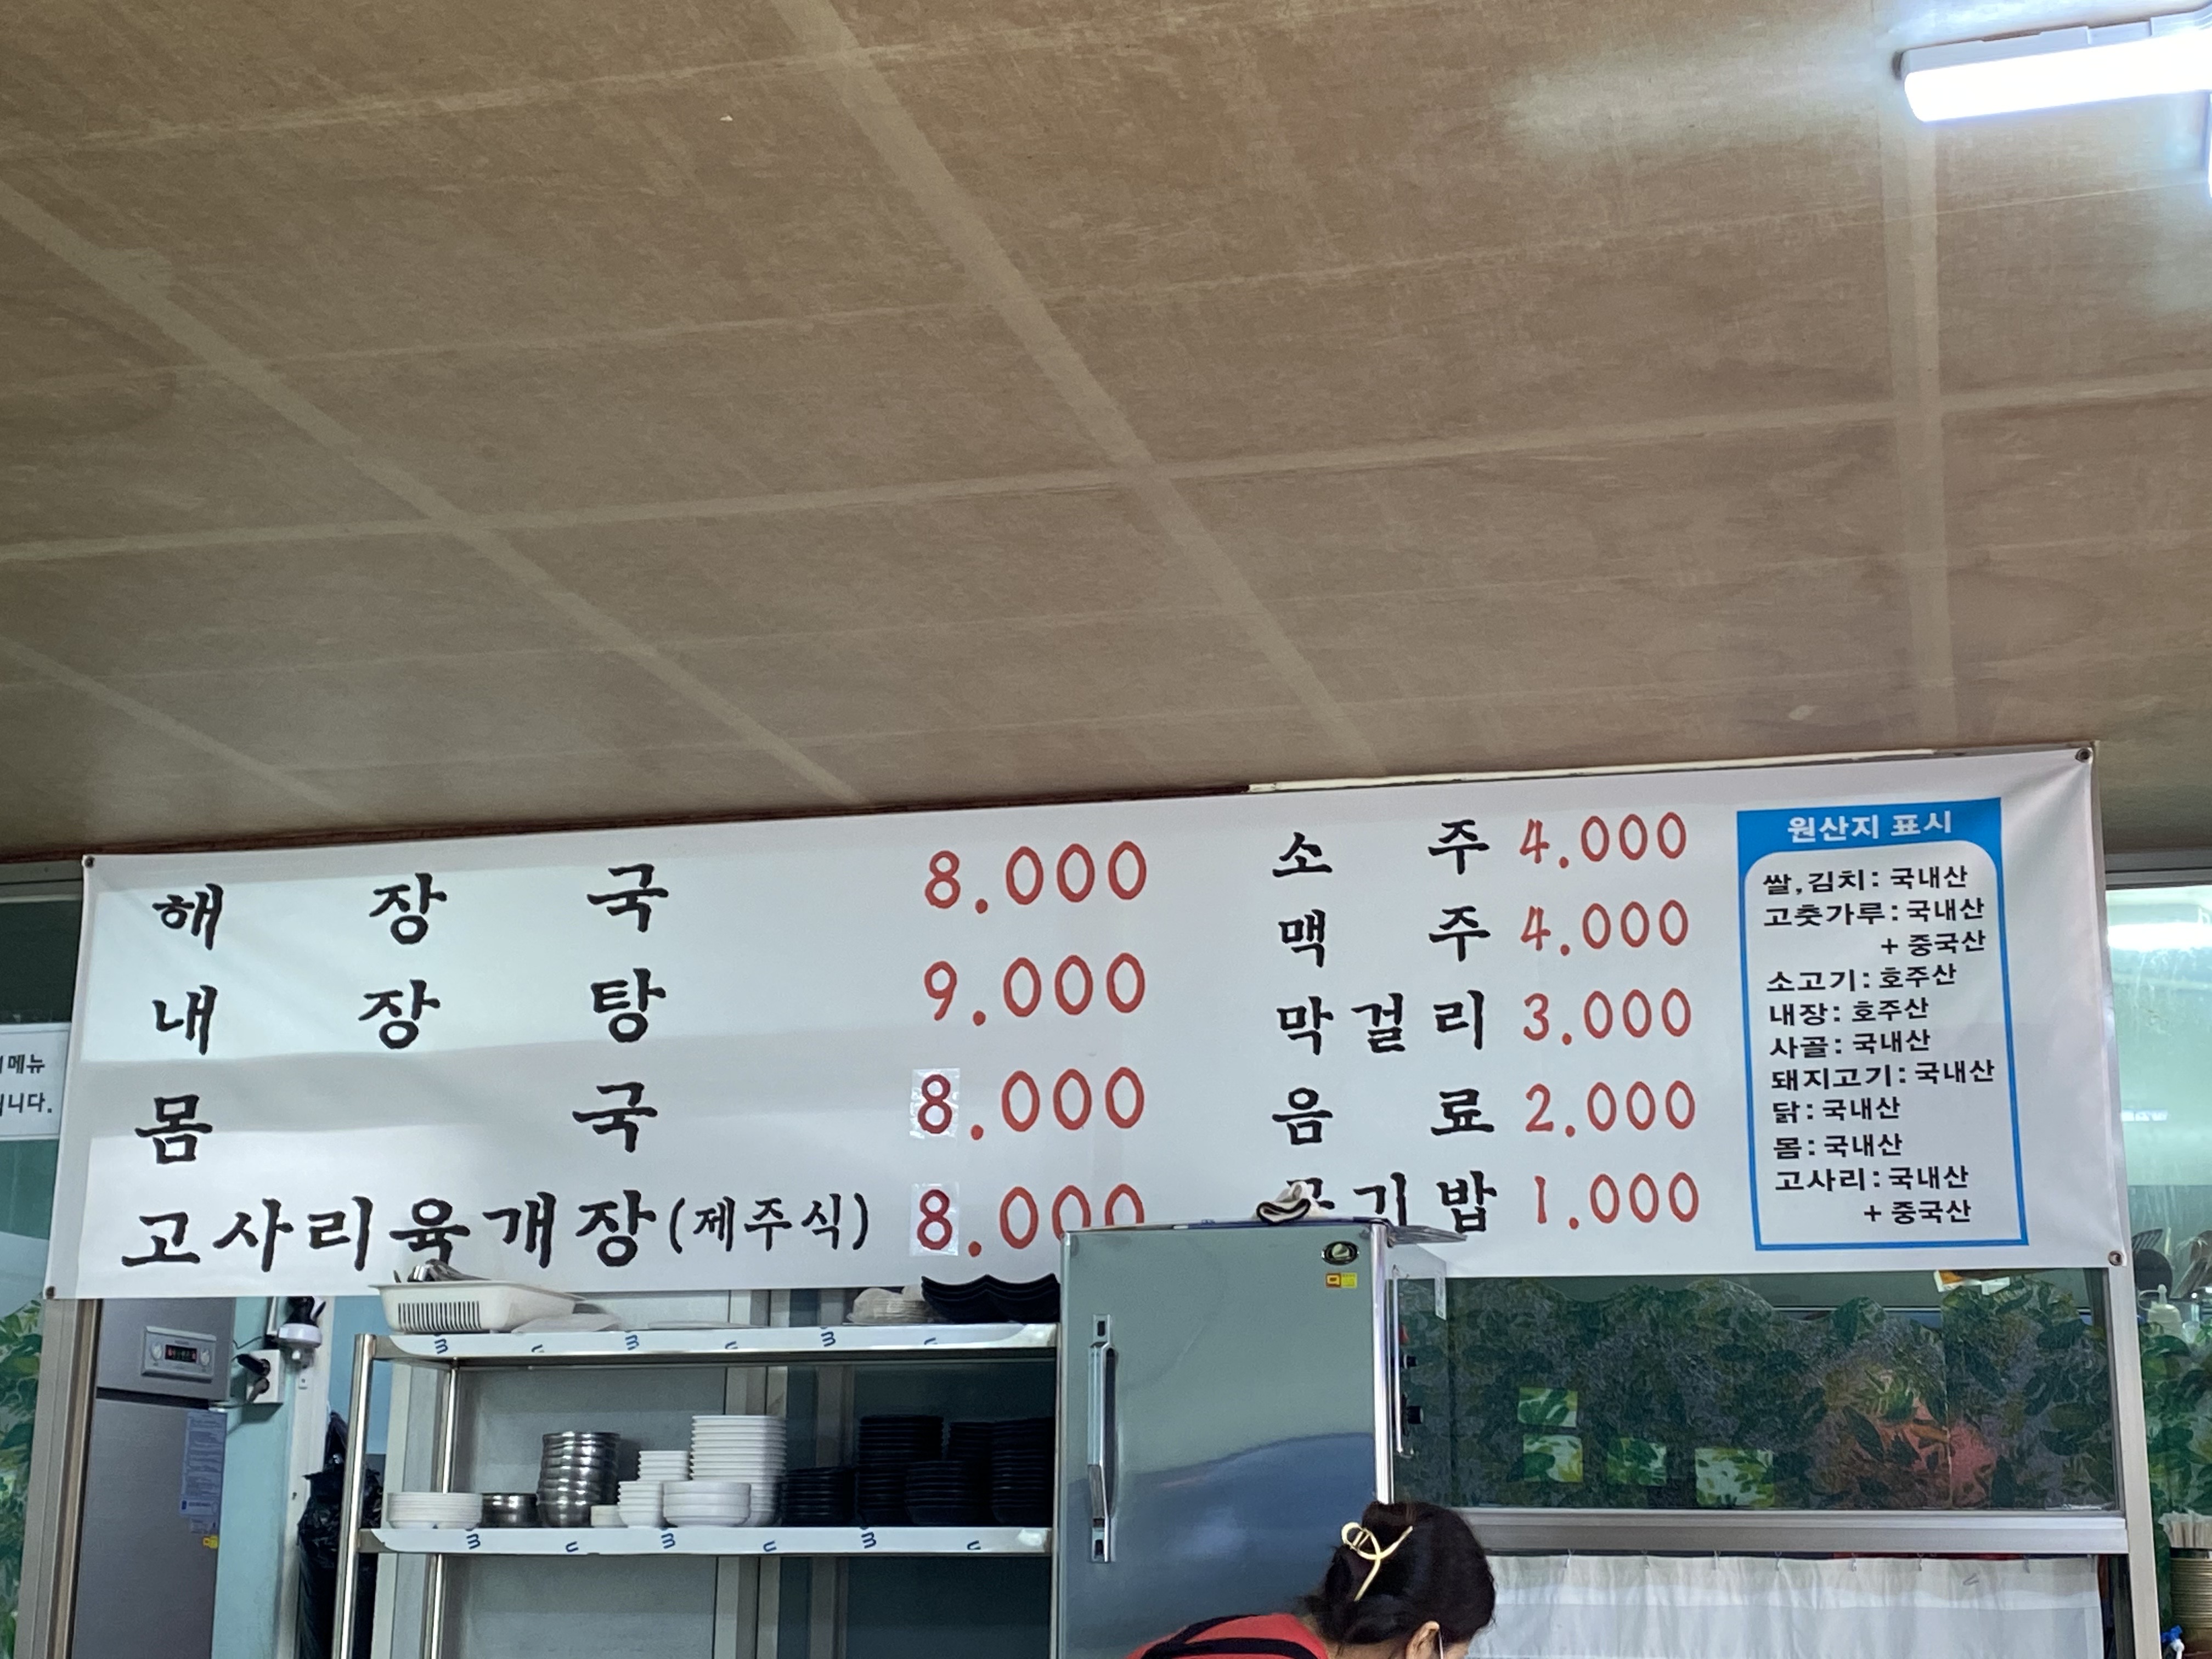 해장국 8.000
내장탕 9.000
몸국 8.000
고사리육개장(제주식) 8.000
소주 4.000
맥주 4.000
막걸리 3.000
음료 2.000
기밥 1.000
원산지 표시
쌀,김치:국내산
고춧가루:국내산
+중국산
소고기:호주산
내장:호주산
사골:국내산
돼지고기:국내산
닭:국내산
몸:국내산
고사리:국내산
+중국산
메뉴
니다.